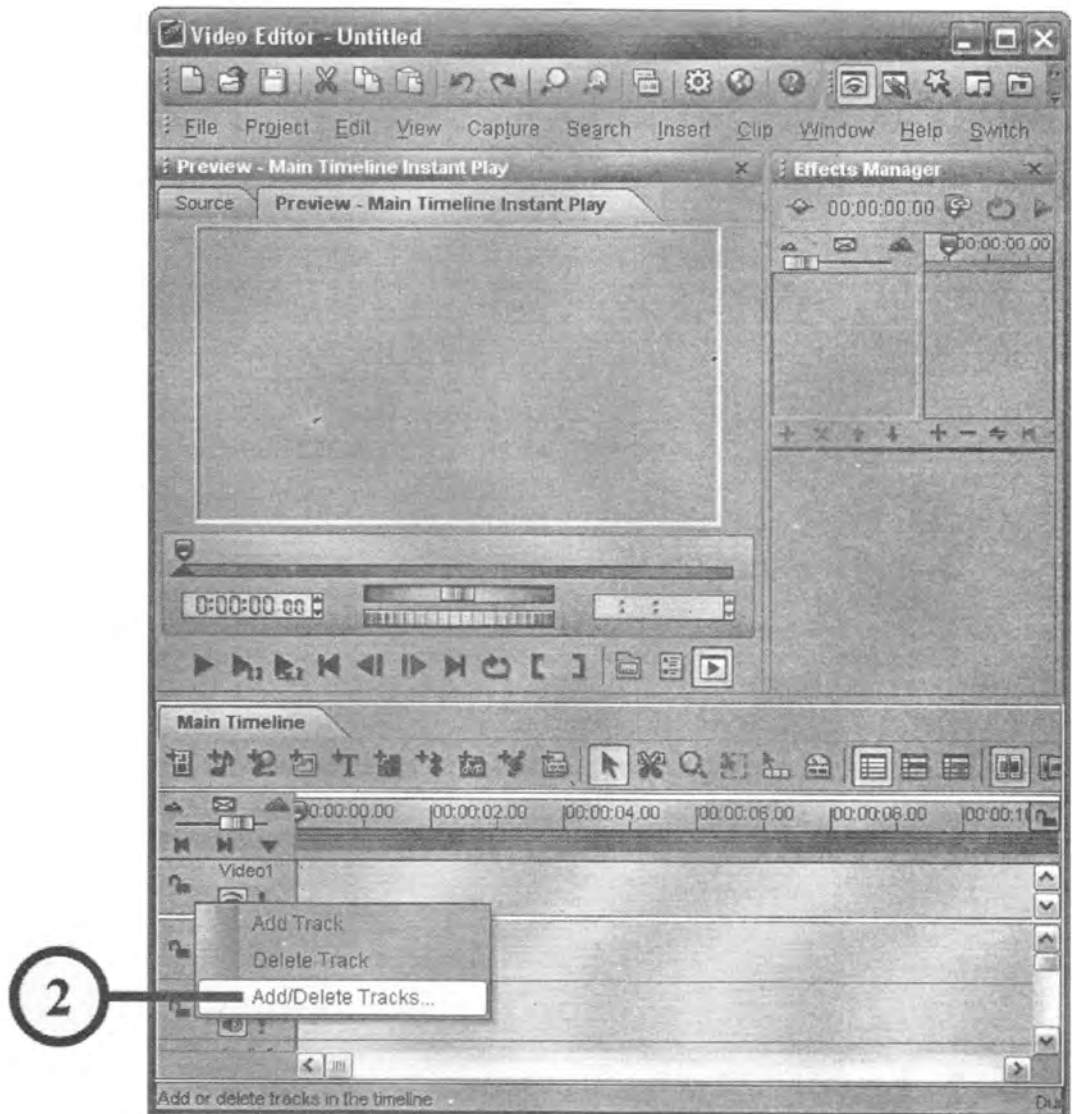 Video Editor - Untitled
File Project Edit View Capture Search Insert Clip Window Help Switch
Preview - Main Timeline Instant Play
Effects Manager
Source
Preview - Main Timeline Instant Play
00:00:00.00
00:00:00.00
0:00:00 00
: : .
Main Timeline
00:00:00.00 00:00:02.00 00:00:04.00 00:00:06.00 00:00:08.00
Video1
Add Track
Delete Track
2
Add/Delete Tracks...
Add or delete tracks in the timeline